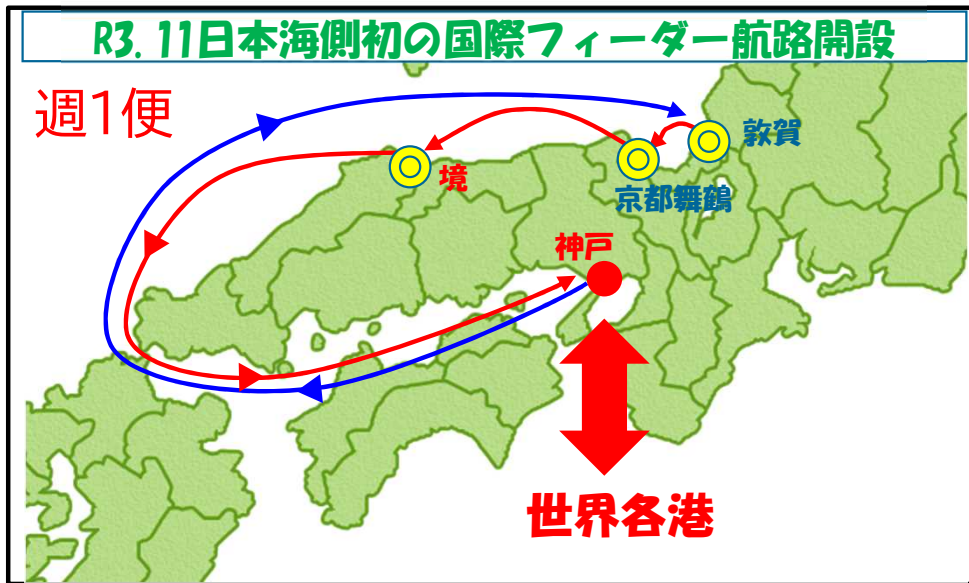 R3.11日本海側初の国際フィーダー航路開設
週1便
敦賀
境
京都舞鶴
神戸
世界各港